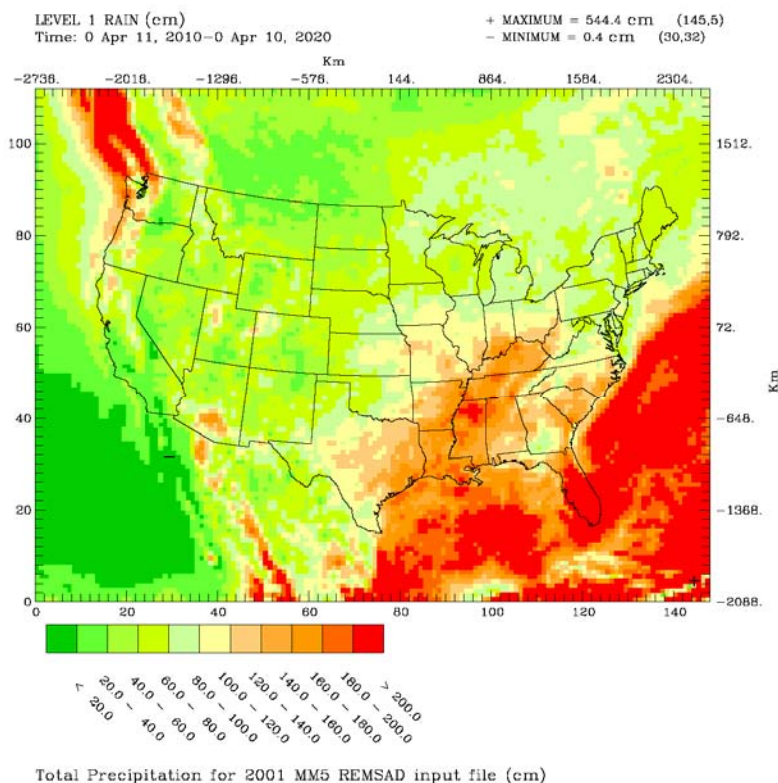 LEVEL 1 RAIN (cm)
Time: 0 Apr 11, 2010−0 Apr 10, 2020
+ MAXIMUM = 544.4 cm (145,5)
− MINIMUM = 0.4 cm (30,32)
Km
−2738. −2018. −1296. −576. 144. 864. 1584. 2304.
100 1512.
80 792.
60 72.
Km
40 −648.
20 −1368.
0 −2088.
0 20 40 60 80 100 120 140
< 20.0
20.0 − 40.0
40.0 − 60.0
60.0 − 80.0
80.0 − 100.0
100.0 − 120.0
120.0 − 140.0
140.0 − 160.0
160.0 − 180.0
180.0 − 200.0
> 200.0
Total Precipitation for 2001 MM5 REMSAD input file (cm)